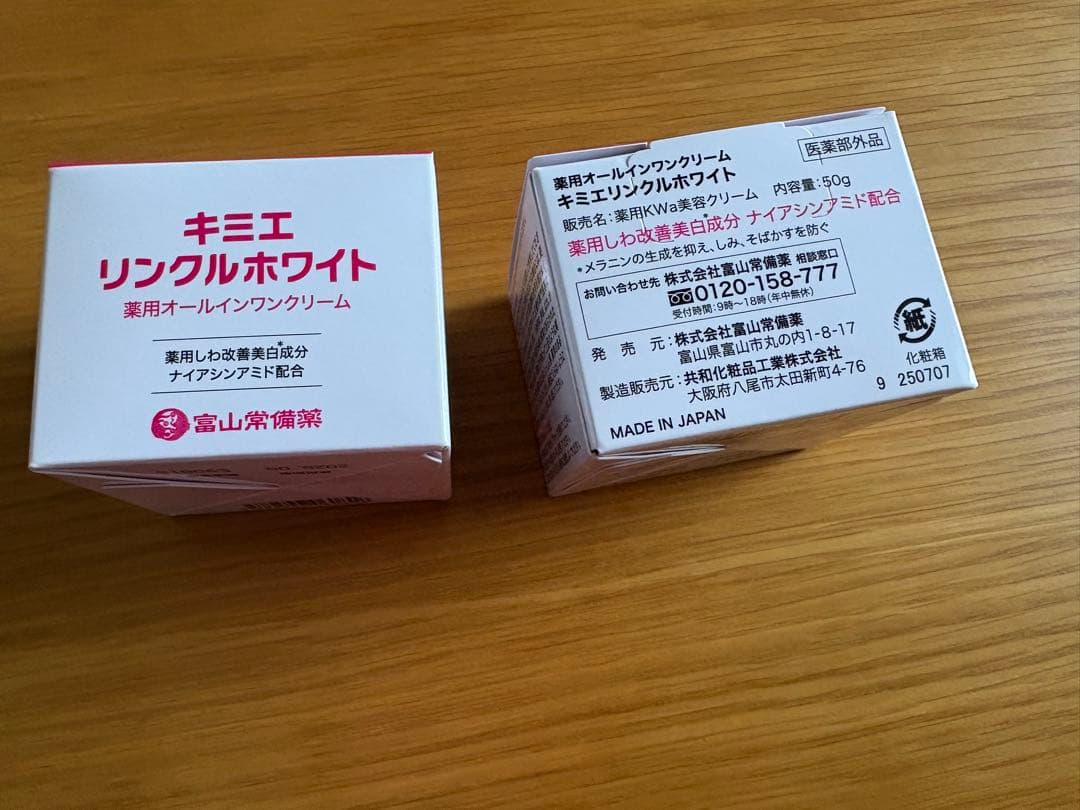 キミエ
リンクルホワイト
薬用オールインワンクリーム
薬用しわ改善美白*成分
ナイアシンアミド配合
富山常備薬
医薬部外品
薬用オールインワンクリーム
キミエリンクルホワイト
販売名:薬用KWa美容クリーム 内容量:50g
薬用しわ改善美白*成分 ナイアシンアミド配合
*メラニンの生成を抑え、しみ、そばかすを防ぐ
お問い合わせ先 株式会社富山常備薬 相談窓口
0120-158-777
受付時間:9時〜18時(年中無休)
発売元:株式会社富山常備薬
富山県富山市丸の内1-8-17
製造販売元:共和化粧品工業株式会社
大阪府八尾市太田新町4-76
MADE IN JAPAN
紙
化粧箱
9 250707